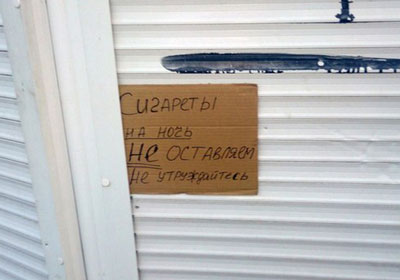 Сигареты
на ночь
НЕ оставляем
Не утруждайтесь